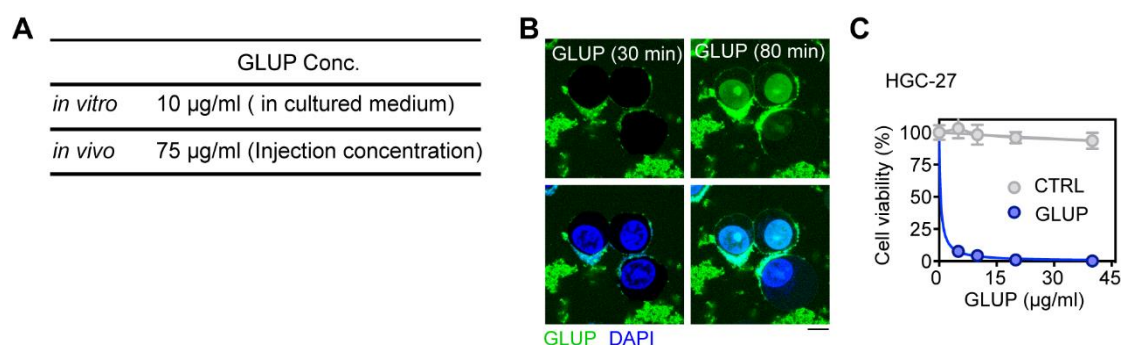 A
GLUP Conc.
in vitro 10 µg/ml ( in cultured medium)
in vivo 75 µg/ml (Injection concentration)
B
GLUP (30 min) GLUP (80 min)
GLUP DAPI
C
HGC-27
Cell viability (%)
100
75
50
25
0
CTRL
GLUP
0 15 30 45
GLUP (µg/ml)